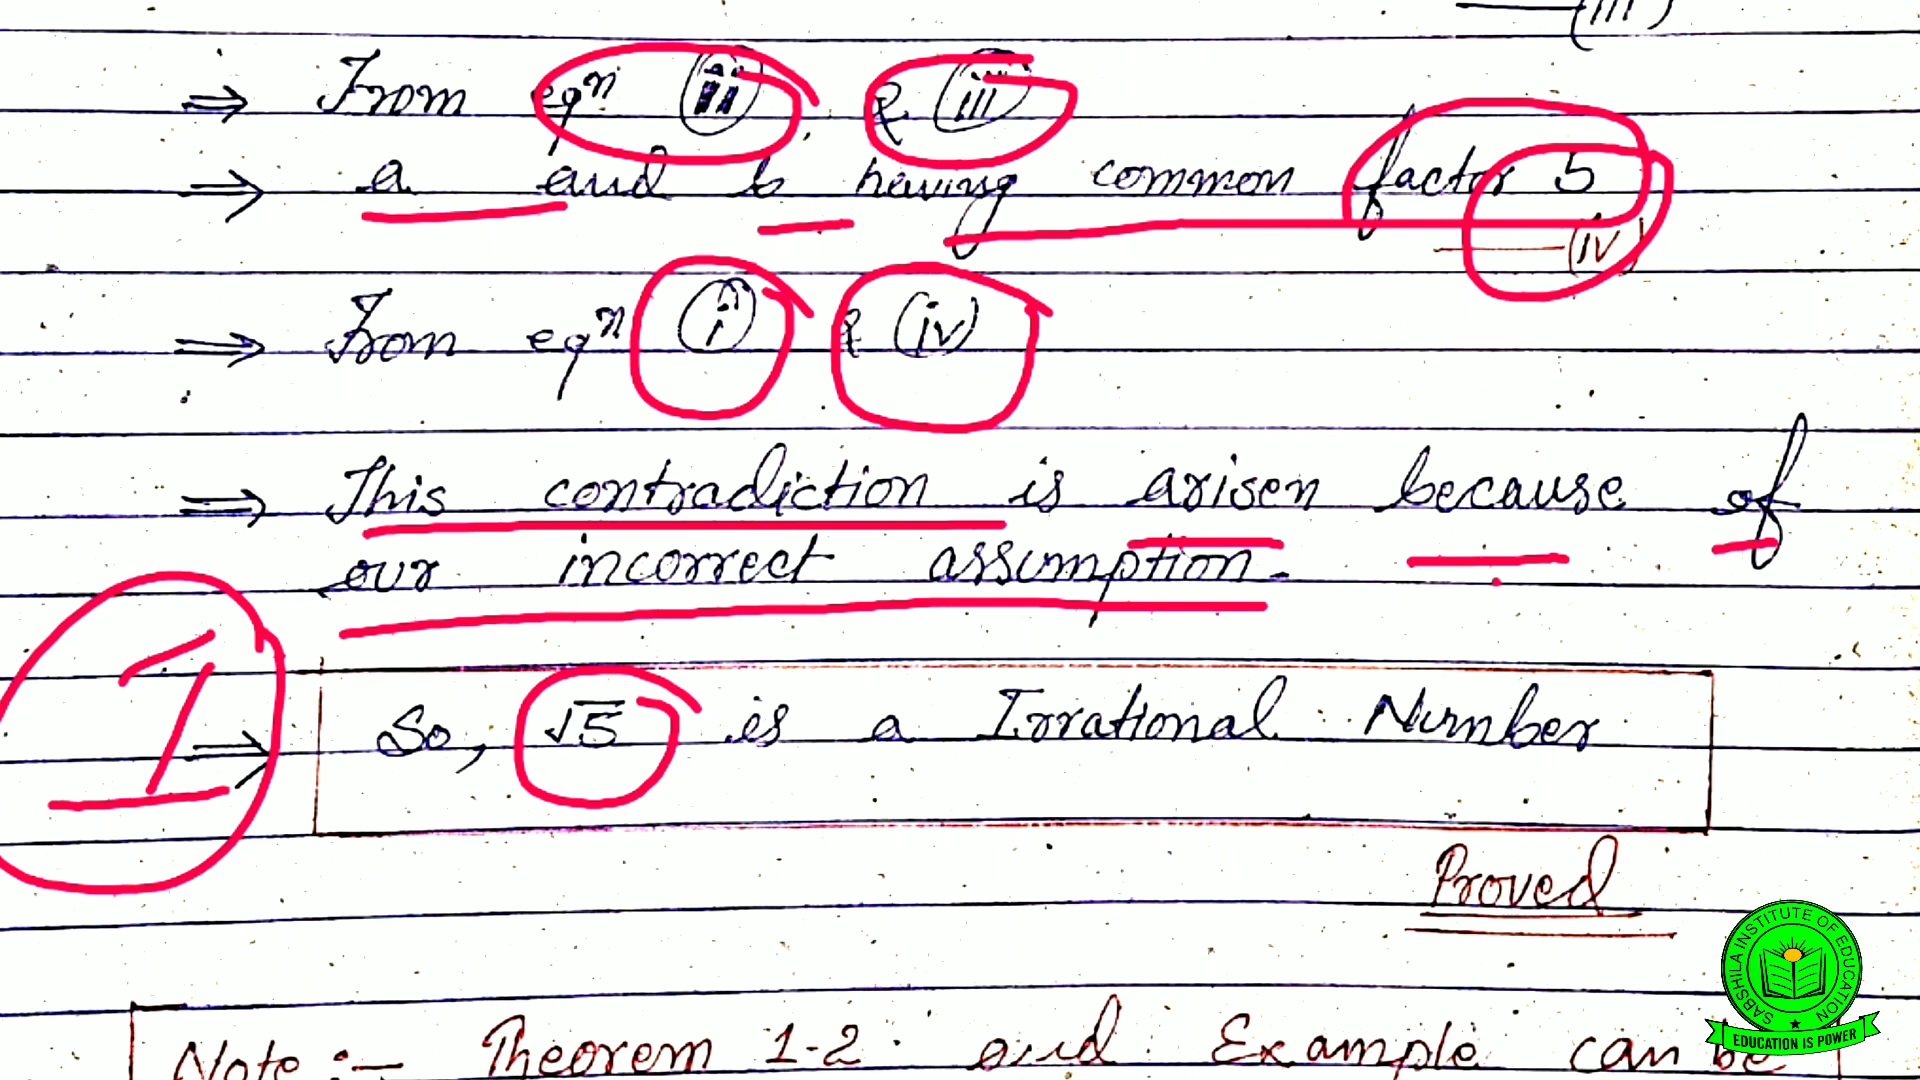 (iii)
⇒ From eqⁿ (ii) & (iii)
⇒ a and b having common factor 5
(iv)
⇒ From eqⁿ (i) & (iv)
⇒ This contradiction is arisen because of
our incorrect assumption.
1
⇒ So, √5 is a Irrational Number
Proved
Note :- Theorem 1.2 and Example can be
SABSHILA INSTITUTE OF EDUCATION
EDUCATION IS POWER